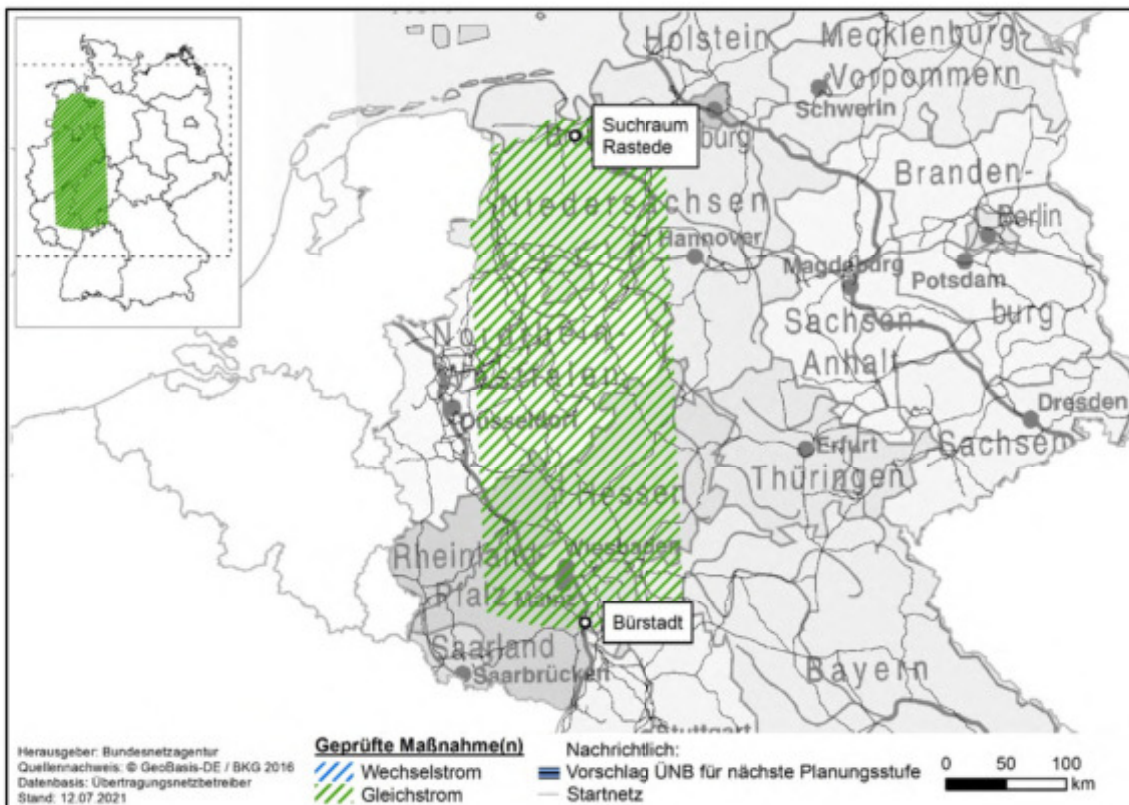 Holstein
Mecklenburg-
Vorpommern
Schwerin
Suchraum
Rastede
burg
Branden-
Niedersachsen
Berlin
Hannover
Magdeburg
Potsdam
burg
Nordrhein-
Sachsen-
Anhalt
Westfalen
Düsseldorf
Dresden
Erfurt
Sachsen
Thüringen
Hessen
Wiesbaden
Rheinland-
Pfalz
Mainz
Bürstadt
Saarland
Saarbrücken
Bayern
Stuttgart
Herausgeber: Bundesnetzagentur
Quellennachweis: © GeoBasis-DE / BKG 2016
Datenbasis: Übertragungsnetzbetreiber
Stand: 12.07.2021
Geprüfte Maßnahme(n)
Wechselstrom
Gleichstrom
Nachrichtlich:
Vorschlag ÜNB für nächste Planungsstufe
Startnetz
0 50 100
km